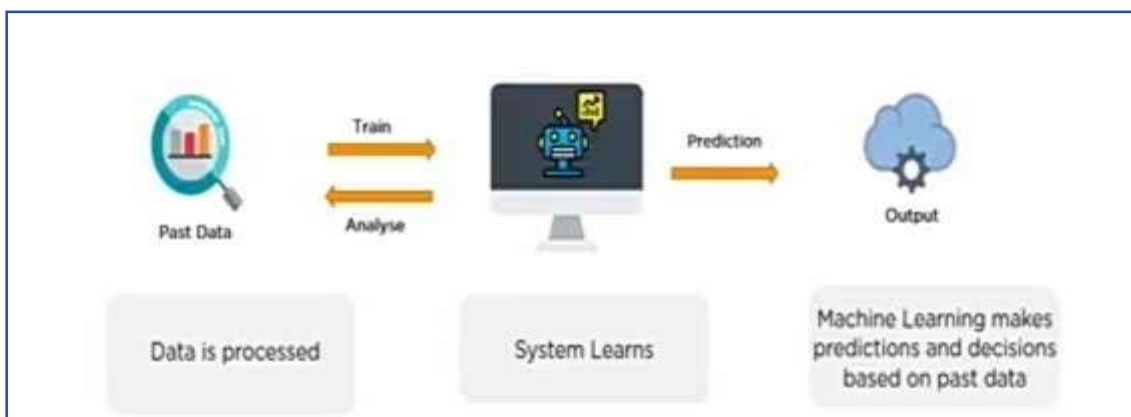 Train
Prediction
Past Data
Analyse
Output
Data is processed
System Learns
Machine Learning makes
predictions and decisions
based on past data